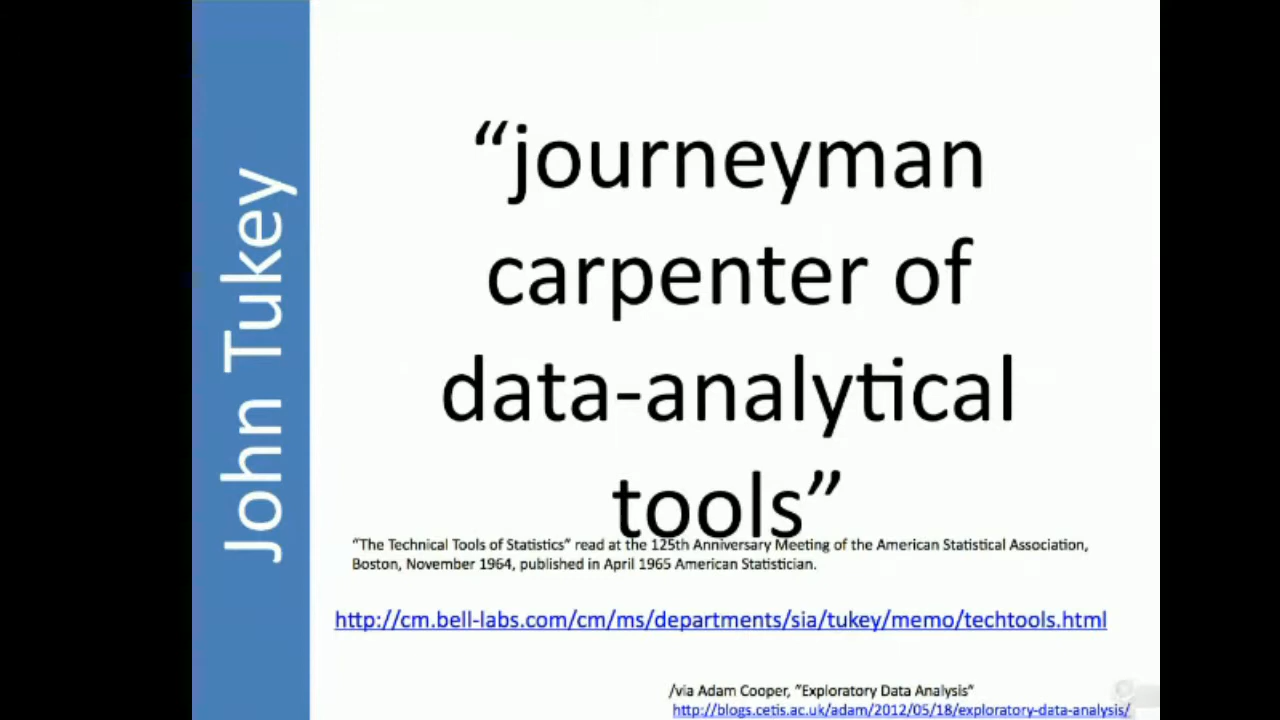 John Tukey
“journeyman
carpenter of
data-analytical
tools”
“The Technical Tools of Statistics” read at the 125th Anniversary Meeting of the American Statistical Association,
Boston, November 1964, published in April 1965 American Statistician.
http://cm.bell-labs.com/cm/ms/departments/sia/tukey/memo/techtools.html
/via Adam Cooper, ”Exploratory Data Analysis”
http://blogs.cetis.ac.uk/adam/2012/05/18/exploratory-data-analysis/